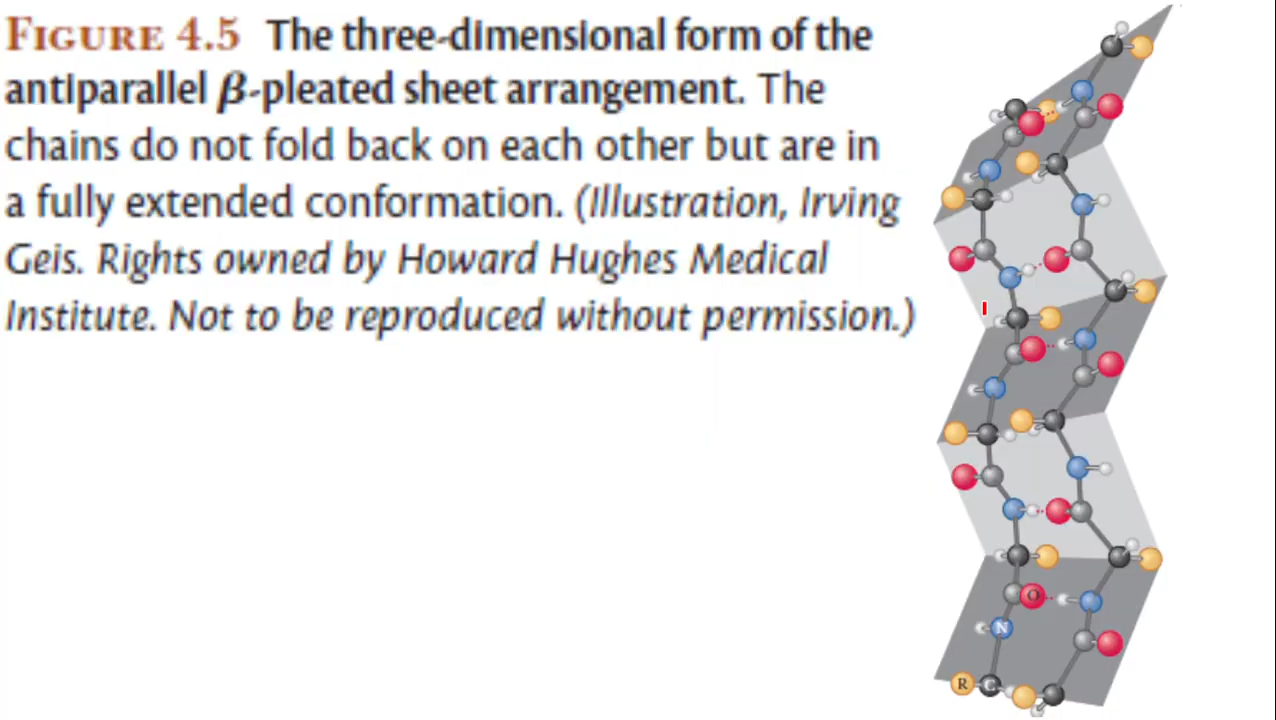 FIGURE 4.5 The three-dimensional form of the
antiparallel β-pleated sheet arrangement. The
chains do not fold back on each other but are in
a fully extended conformation. (Illustration, Irving
Geis. Rights owned by Howard Hughes Medical
Institute. Not to be reproduced without permission.)
O
N
R C